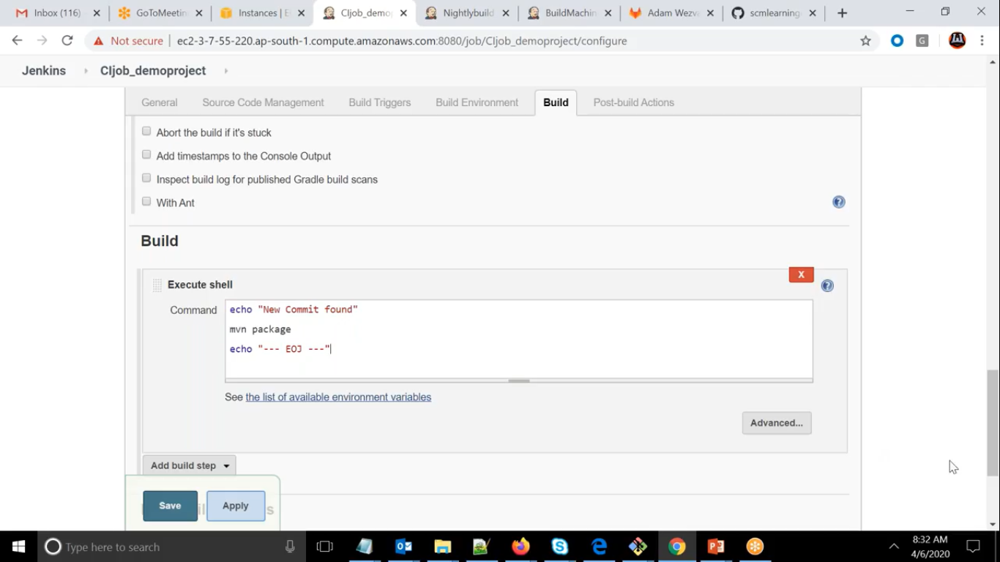 Inbox (116)
GoToMeetin
Instances | E
CIjob_demo
Nightlybuild
BuildMachin
Adam Wezva
scmlearning
Not secure
ec2-3-7-55-220.ap-south-1.compute.amazonaws.com:8080/job/CIjob_demoproject/configure
G
Jenkins
CIjob_demoproject
General
Source Code Management
Build Triggers
Build Environment
Build
Post-build Actions
Abort the build if it's stuck
Add timestamps to the Console Output
Inspect build log for published Gradle build scans
With Ant
Build
Execute shell
X
Command
echo "New Commit found"
mvn package
echo "--- EOJ ---"
See the list of available environment variables
Advanced...
Add build step
Save
Apply
Type here to search
8:32 AM
4/6/2020